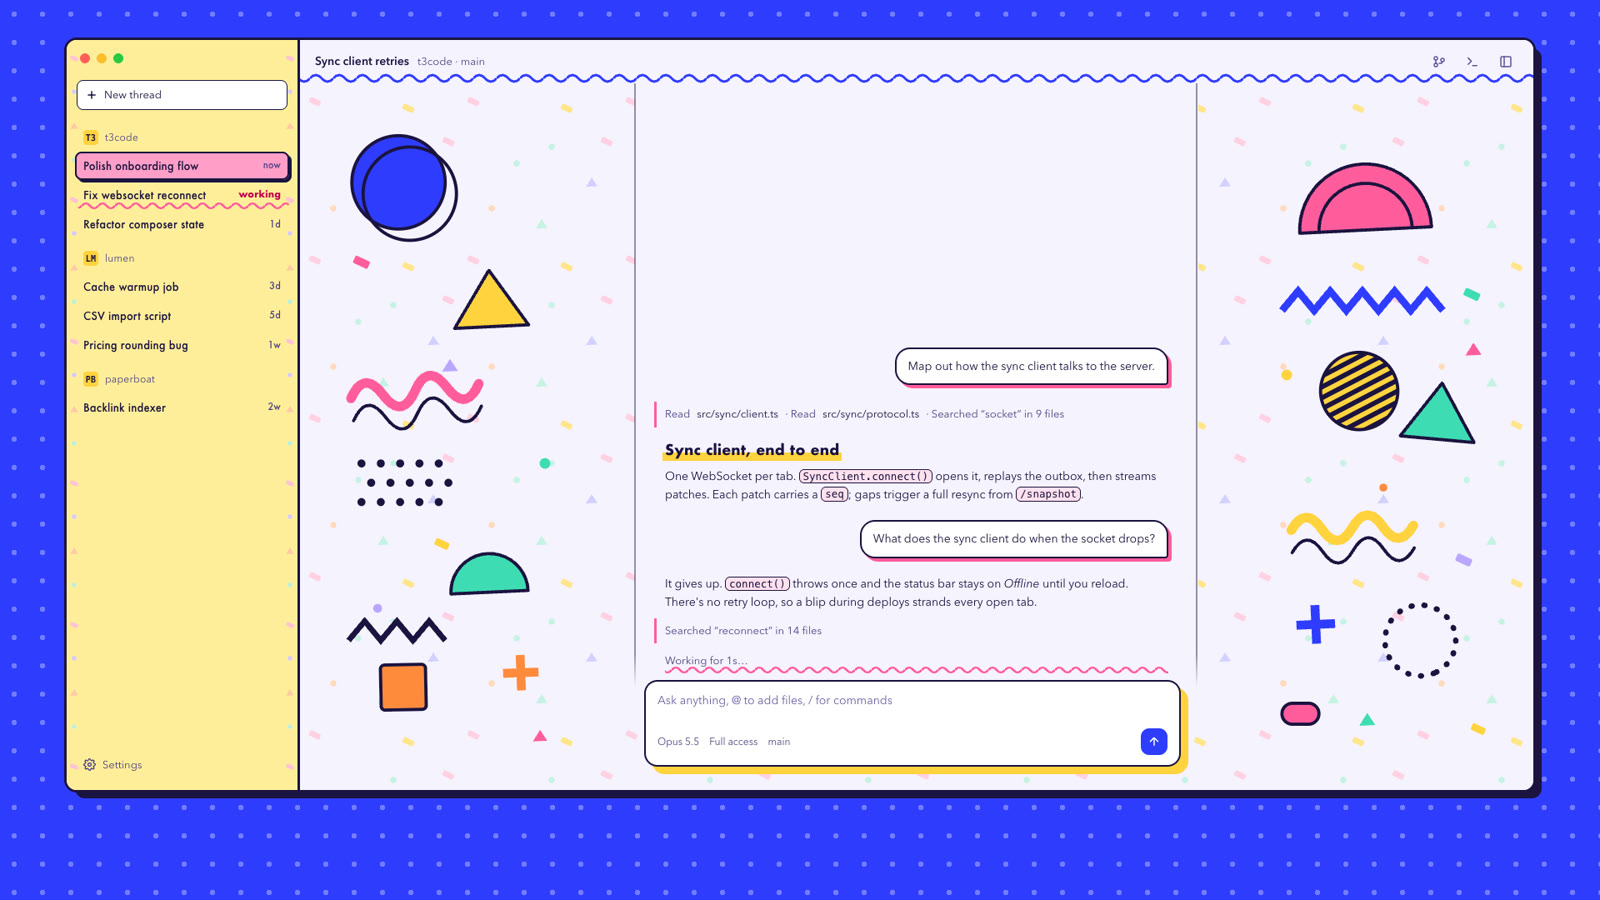 Sync client retries t3code · main
New thread
T3 t3code
Polish onboarding flow now
Fix websocket reconnect working
Refactor composer state 1d
LM lumen
Cache warmup job 3d
CSV import script 5d
Pricing rounding bug 1w
PB paperboat
Backlink indexer 2w
Settings
Map out how the sync client talks to the server.
Read src/sync/client.ts · Read src/sync/protocol.ts · Searched “socket” in 9 files
Sync client, end to end
One WebSocket per tab. SyncClient.connect() opens it, replays the outbox, then streams
patches. Each patch carries a seq; gaps trigger a full resync from /snapshot.
What does the sync client do when the socket drops?
It gives up. connect() throws once and the status bar stays on Offline until you reload.
There's no retry loop, so a blip during deploys strands every open tab.
Searched “reconnect” in 14 files
Working for 1s...
Ask anything, @ to add files, / for commands
Opus 5.5 Full access main